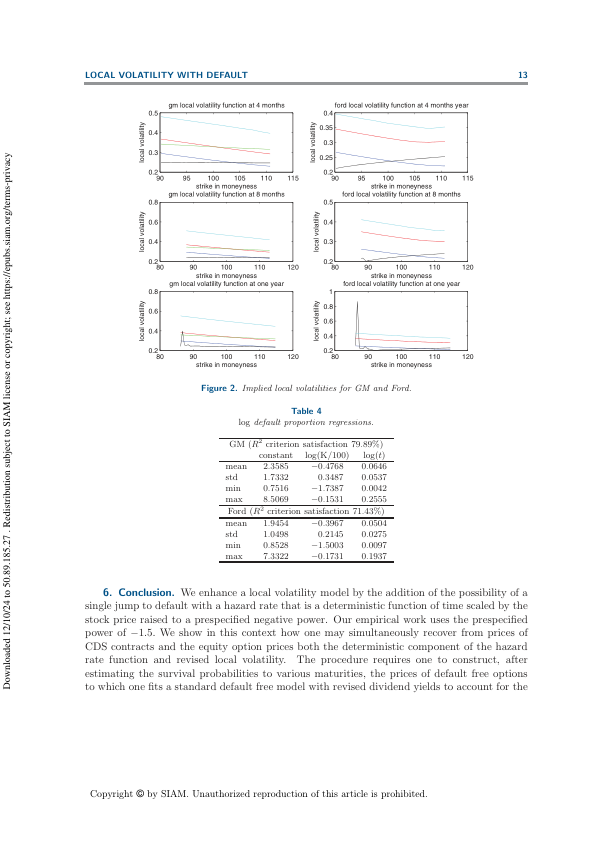 LOCAL VOLATILITY WITH DEFAULT 13
gm local volatility function at 4 months
0.5
0.4
0.3
0.2
local volatility
90 95 100 105 110 115
strike in moneyness
ford local volatility function at 4 months year
0.4
0.35
0.3
0.25
0.2
local volatility
90 95 100 105 110 115
strike in moneyness
gm local volatility function at 8 months
0.8
0.6
0.4
0.2
local volatility
80 90 100 110 120
strike in moneyness
ford local volatility function at 8 months
0.5
0.4
0.3
0.2
local volatility
80 90 100 110 120
strike in moneyness
gm local volatility function at one year
0.8
0.6
0.4
0.2
local volatility
80 90 100 110 120
strike in moneyness
ford local volatility function at one year
1
0.8
0.6
0.4
0.2
local volatility
80 90 100 110 120
strike in moneyness
Figure 2. Implied local volatilities for GM and Ford.
Table 4
log default proportion regressions.
GM (R² criterion satisfaction 79.89%)
constant log(K/100) log(t)
mean 2.3585 −0.4768 0.0646
std 1.7332 0.3487 0.0537
min 0.7516 −1.7387 0.0042
max 8.5069 −0.1531 0.2555
Ford (R² criterion satisfaction 71.43%)
mean 1.9454 −0.3967 0.0504
std 1.0498 0.2145 0.0275
min 0.8528 −1.5003 0.0097
max 7.3322 −0.1731 0.1937
6. Conclusion. We enhance a local volatility model by the addition of the possibility of a
single jump to default with a hazard rate that is a deterministic function of time scaled by the
stock price raised to a prespecified negative power. Our empirical work uses the prespecified
power of −1.5. We show in this context how one may simultaneously recover from prices of
CDS contracts and the equity option prices both the deterministic component of the hazard
rate function and revised local volatility. The procedure requires one to construct, after
estimating the survival probabilities to various maturities, the prices of default free options
to which one fits a standard default free model with revised dividend yields to account for the
Copyright © by SIAM. Unauthorized reproduction of this article is prohibited.
Downloaded 12/10/24 to 50.89.185.27 . Redistribution subject to SIAM license or copyright; see https://epubs.siam.org/terms-privacy